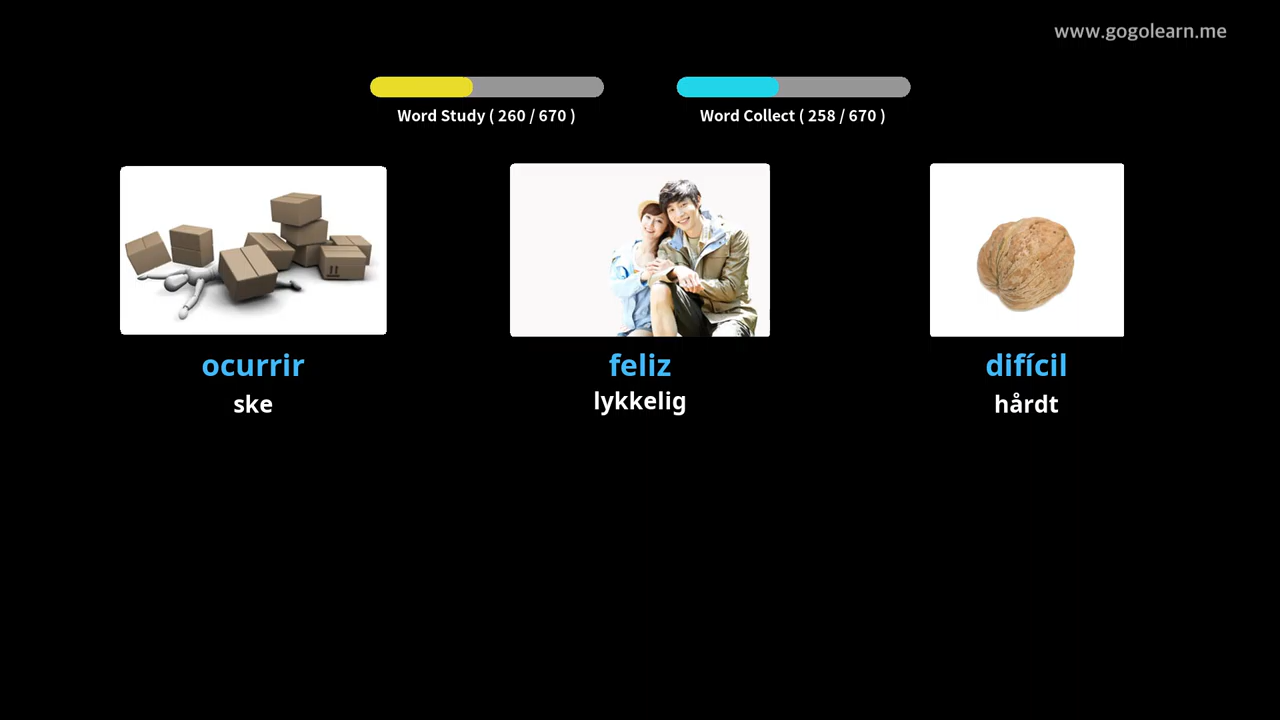 www.gogolearn.me
Word Study ( 260 / 670 )
Word Collect ( 258 / 670 )
ocurrir
ske
feliz
lykkelig
difícil
hårdt